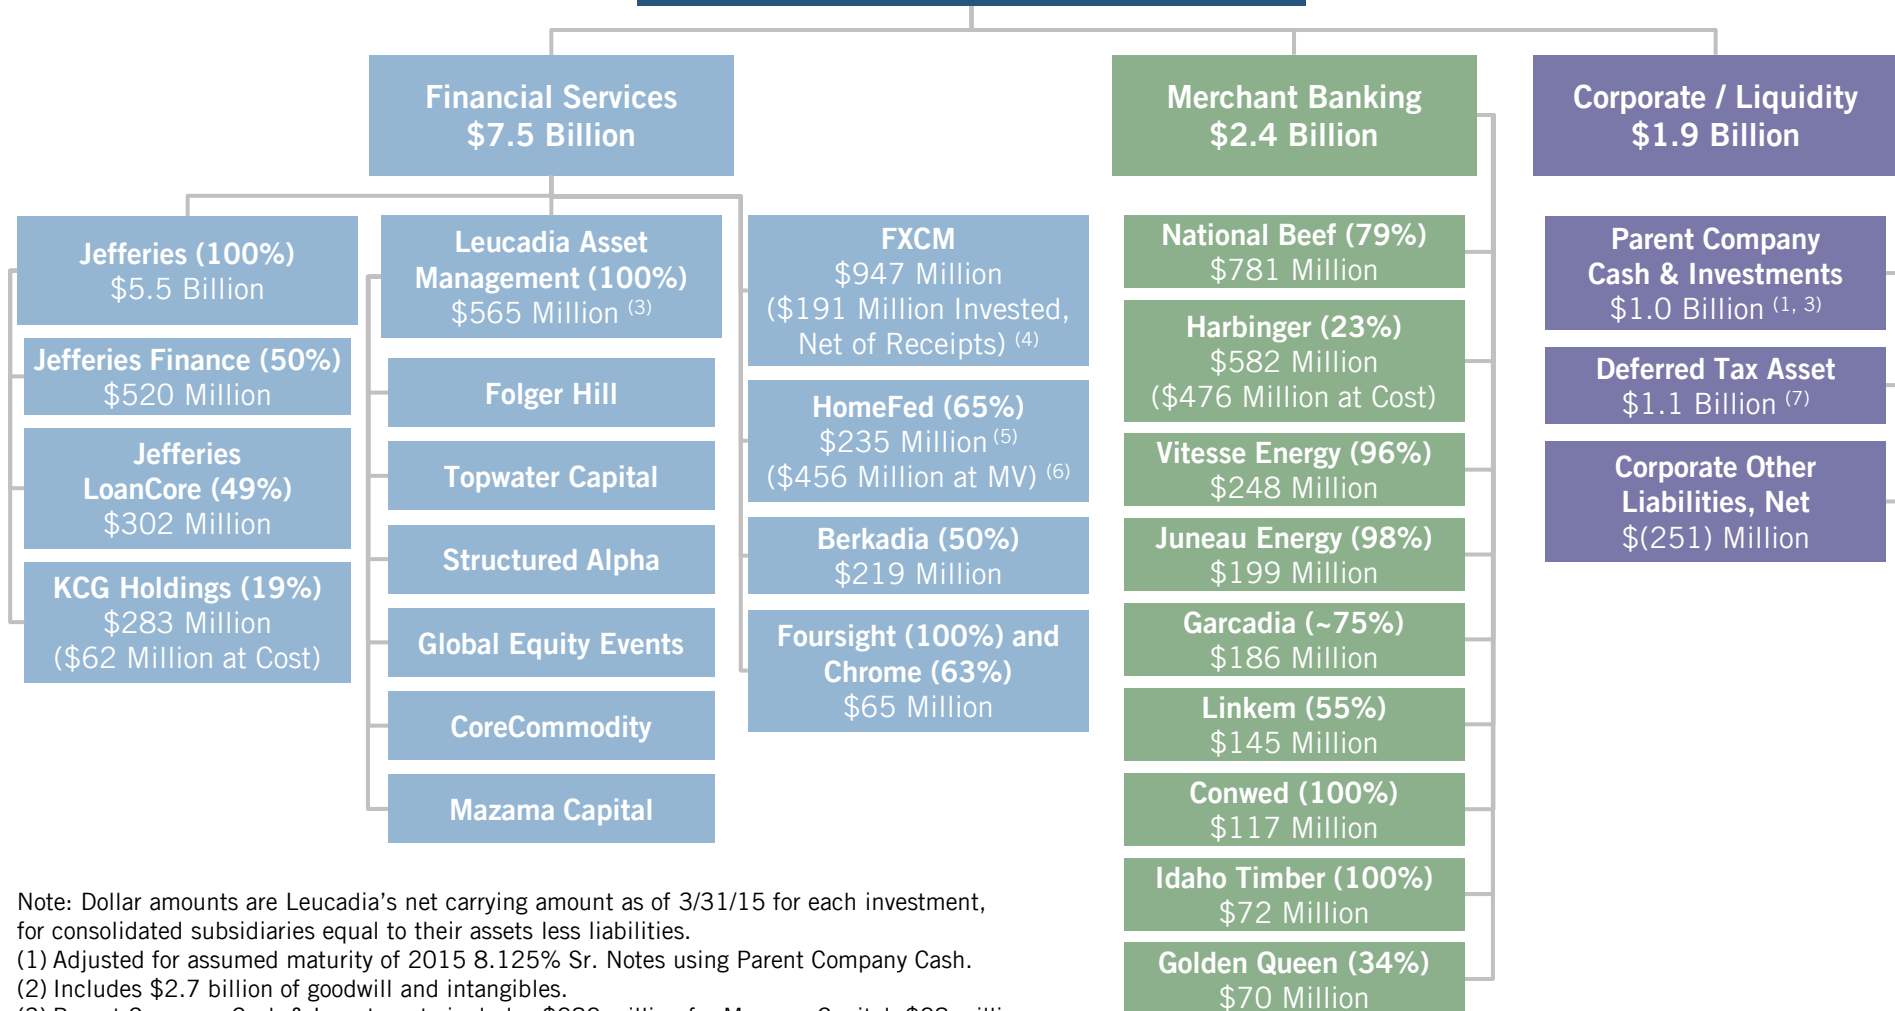 Financial Services
$7.5 Billion
Merchant Banking
$2.4 Billion
Corporate / Liquidity
$1.9 Billion
Jefferies (100%)
$5.5 Billion
Jefferies Finance (50%)
$520 Million
Jefferies
LoanCore (49%)
$302 Million
KCG Holdings (19%)
$283 Million
($62 Million at Cost)
Leucadia Asset
Management (100%)
$565 Million (3)
Folger Hill
Topwater Capital
Structured Alpha
Global Equity Events
CoreCommodity
Mazama Capital
FXCM
$947 Million
($191 Million Invested,
Net of Receipts) (4)
HomeFed (65%)
$235 Million (5)
($456 Million at MV) (6)
Berkadia (50%)
$219 Million
Foursight (100%) and
Chrome (63%)
$65 Million
National Beef (79%)
$781 Million
Harbinger (23%)
$582 Million
($476 Million at Cost)
Vitesse Energy (96%)
$248 Million
Juneau Energy (98%)
$199 Million
Garcadia (~75%)
$186 Million
Linkem (55%)
$145 Million
Conwed (100%)
$117 Million
Idaho Timber (100%)
$72 Million
Golden Queen (34%)
$70 Million
Parent Company
Cash & Investments
$1.0 Billion (1, 3)
Deferred Tax Asset
$1.1 Billion (7)
Corporate Other
Liabilities, Net
$(251) Million
Note: Dollar amounts are Leucadia's net carrying amount as of 3/31/15 for each investment,
for consolidated subsidiaries equal to their assets less liabilities.
(1) Adjusted for assumed maturity of 2015 8.125% Sr. Notes using Parent Company Cash.
(2) Includes $2.7 billion of goodwill and intangibles.